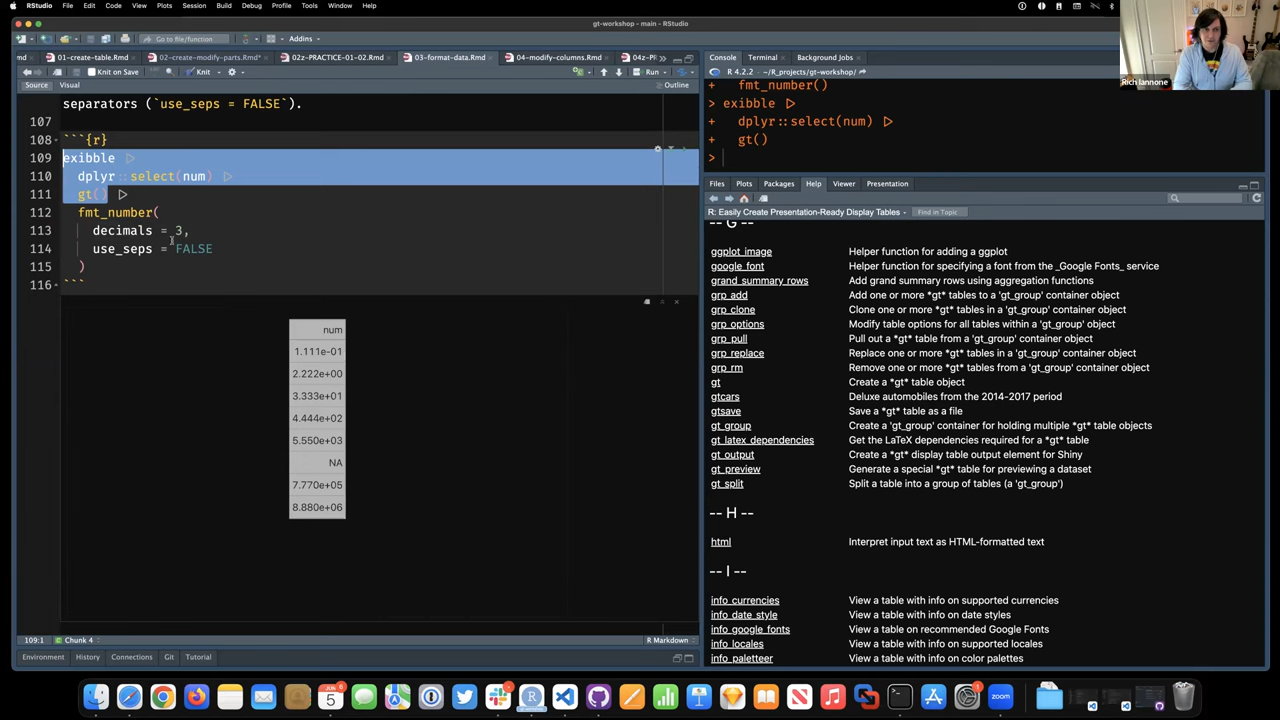 RStudio File Edit Code View Plots Session Build Debug Profile Tools Window Help
gt-workshop - main - RStudio
Go to file/function Addins
md 01-create-table.Rmd 02-create-modify-parts.Rmd* 02z-PRACTICE-01-02.Rmd 03-format-data.Rmd 04-modify-columns.Rmd 04z-PF
Knit on Save Knit Run
Source Visual Outline
separators (`use_seps = FALSE`).
107
108 ```{r}
109 exibble |>
110 dplyr::select(num) |>
111 gt() |>
112 fmt_number(
113 decimals = 3,
114 use_seps = FALSE
115 )
116 ```
num
1.111e-01
2.222e+00
3.333e+01
4.444e+02
5.550e+03
NA
7.770e+05
8.880e+06
109:1 Chunk 4 R Markdown
Environment History Connections Git Tutorial
Console Terminal Background Jobs
R 4.2.2 · ~/R_projects/gt-workshop/
+ fmt_number()
> exibble |>
+ dplyr::select(num) |>
+ gt()
>
Files Plots Packages Help Viewer Presentation
R: Easily Create Presentation-Ready Display Tables Find in Topic
-- G --
ggplot_image Helper function for adding a ggplot
google_font Helper function for specifying a font from the _Google Fonts_ service
grand_summary_rows Add grand summary rows using aggregation functions
grp_add Add one or more *gt* tables to a 'gt_group' container object
grp_clone Clone one or more *gt* tables in a 'gt_group' container object
grp_options Modify table options for all tables within a 'gt_group' object
grp_pull Pull out a *gt* table from a 'gt_group' container object
grp_replace Replace one or more *gt* tables in a 'gt_group' container object
grp_rm Remove one or more *gt* tables from a 'gt_group' container object
gt Create a *gt* table object
gtcars Deluxe automobiles from the 2014-2017 period
gtsave Save a *gt* table as a file
gt_group Create a 'gt_group' container for holding multiple *gt* table objects
gt_latex_dependencies Get the LaTeX dependencies required for a *gt* table
gt_output Create a *gt* display table output element for Shiny
gt_preview Generate a special *gt* table for previewing a dataset
gt_split Split a table into a group of tables (a 'gt_group')
-- H --
html Interpret input text as HTML-formatted text
-- I --
info_currencies View a table with info on supported currencies
info_date_style View a table with info on date styles
info_google_fonts View a table on recommended Google Fonts
info_locales View a table with info on supported locales
info_paletteer View a table with info on color palettes
Rich Iannone
JUN 6
5
1
1
zoom